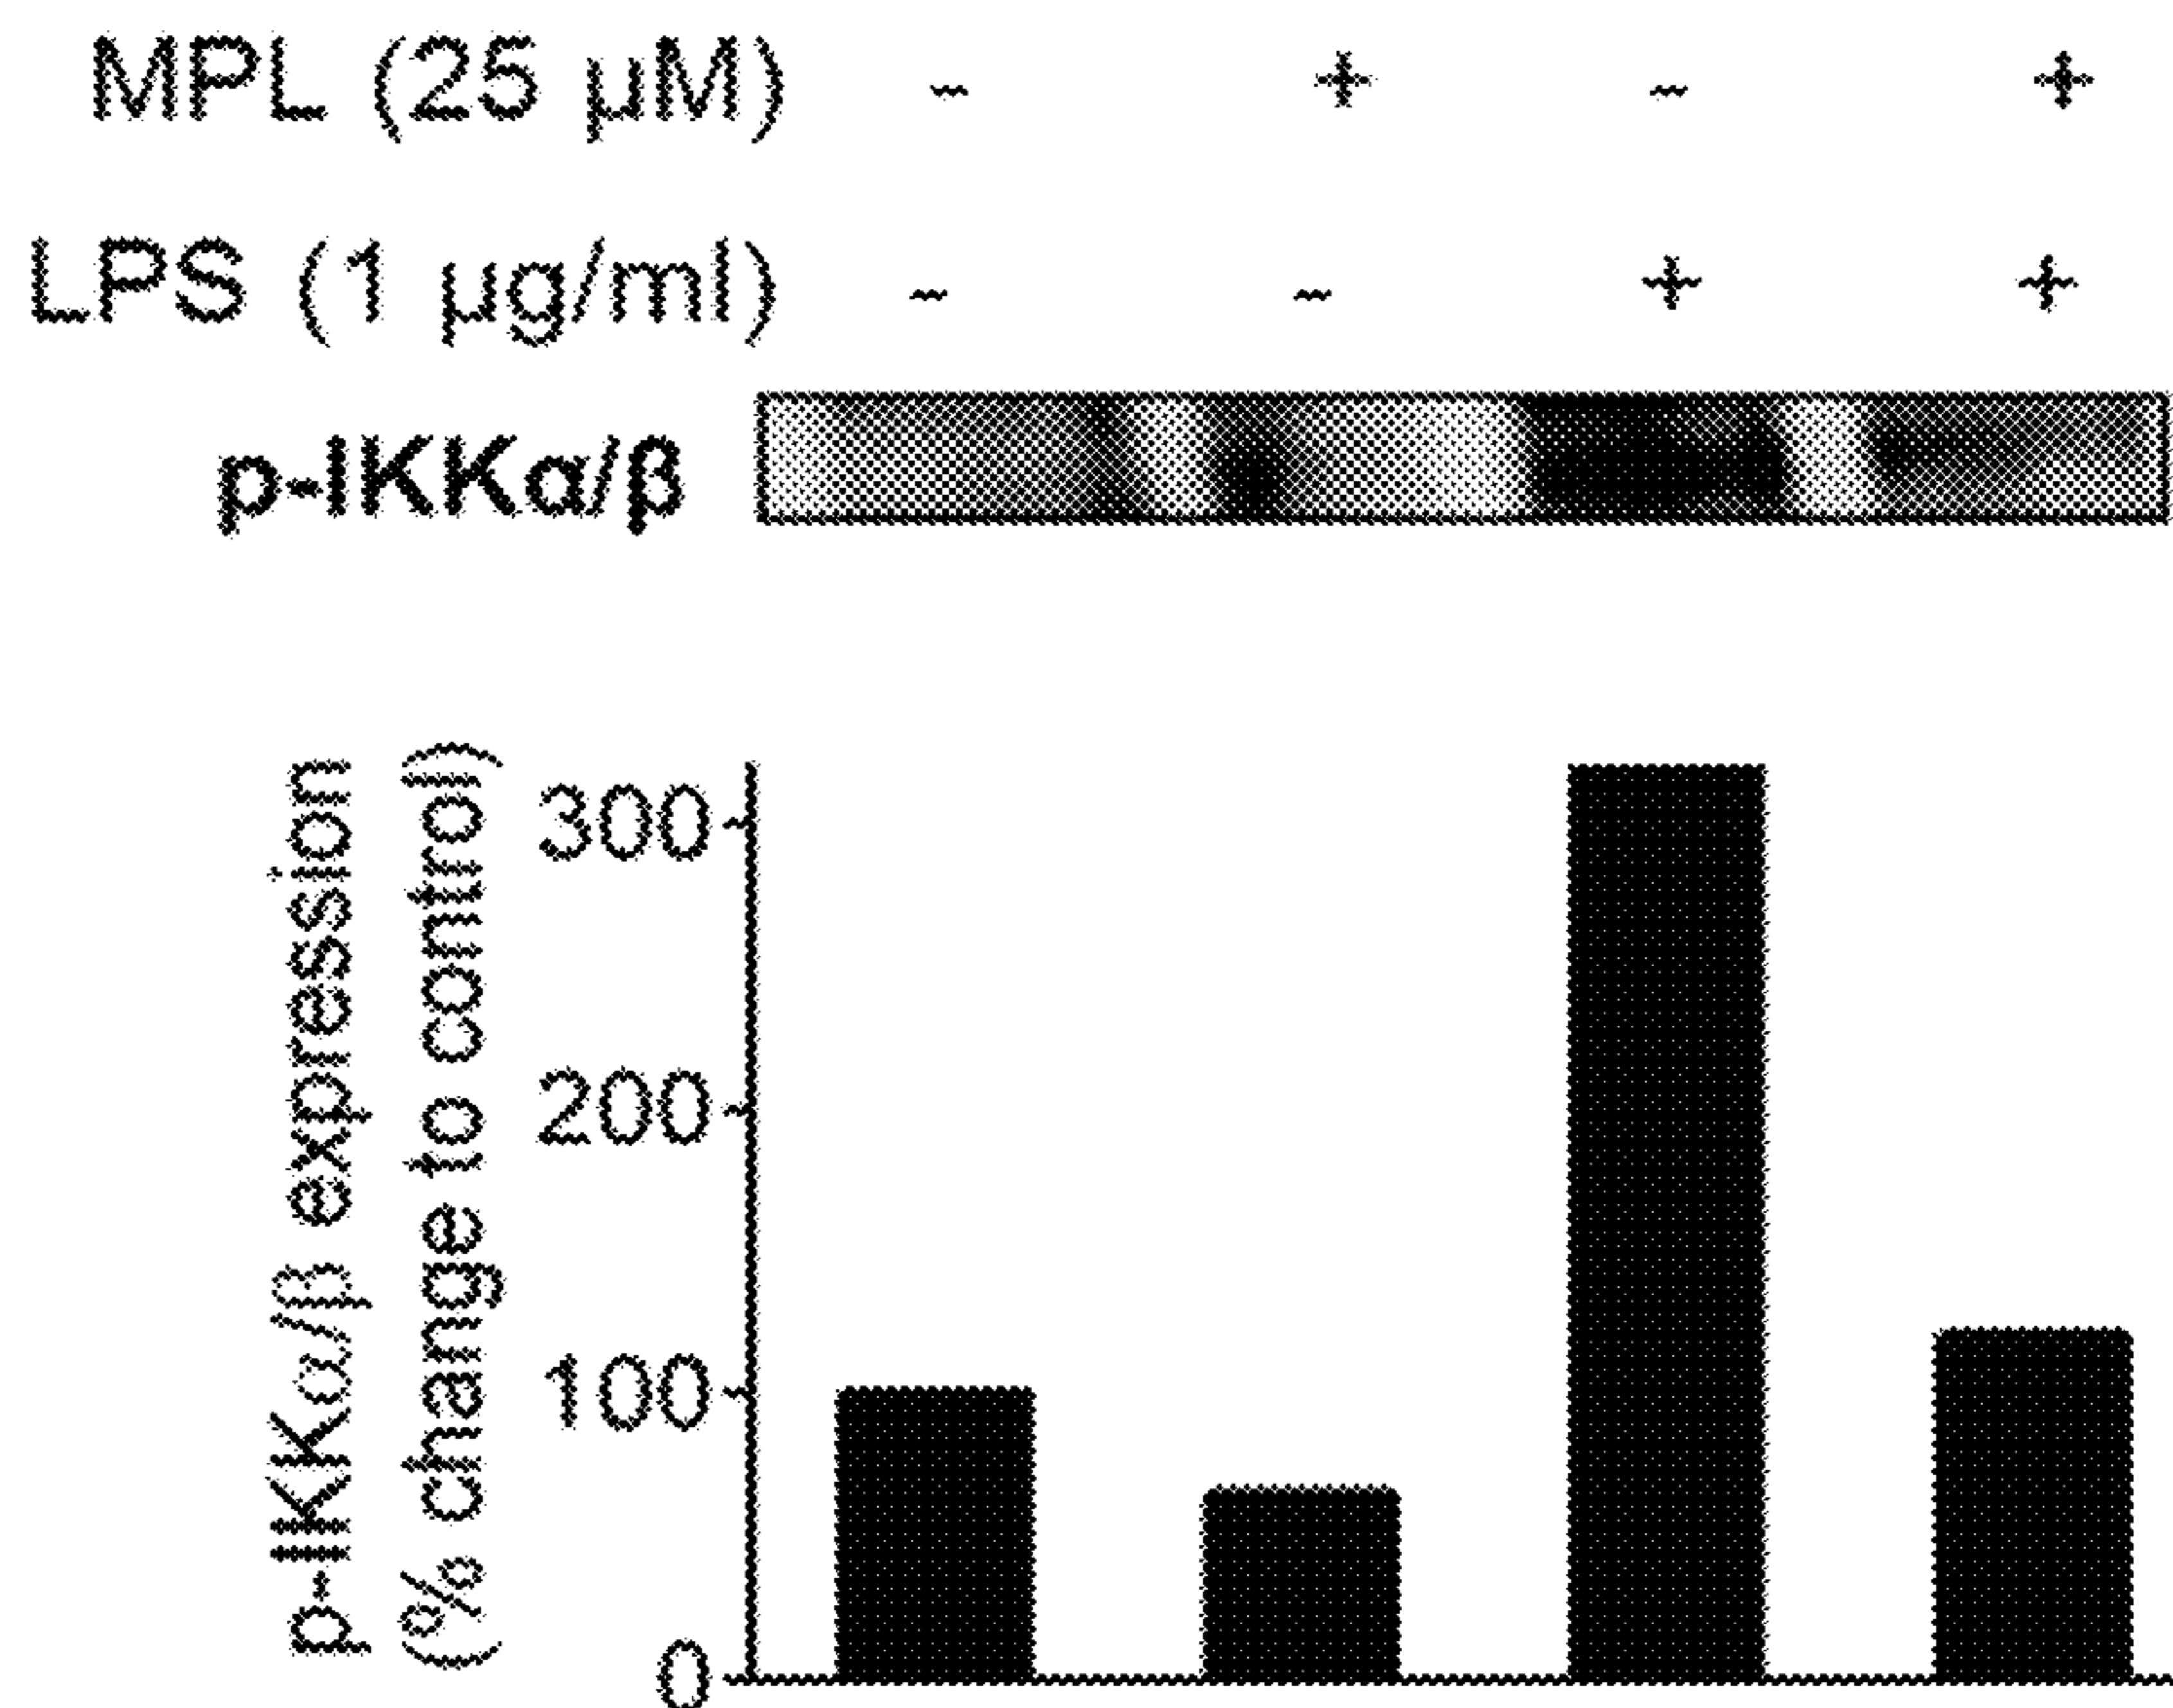 MPL (25 µM) - + - +
LPS (1 µg/ml) - - + +
p-IKKα/β
p-IKKα/β expression
(% change to control)
300
200
100
0